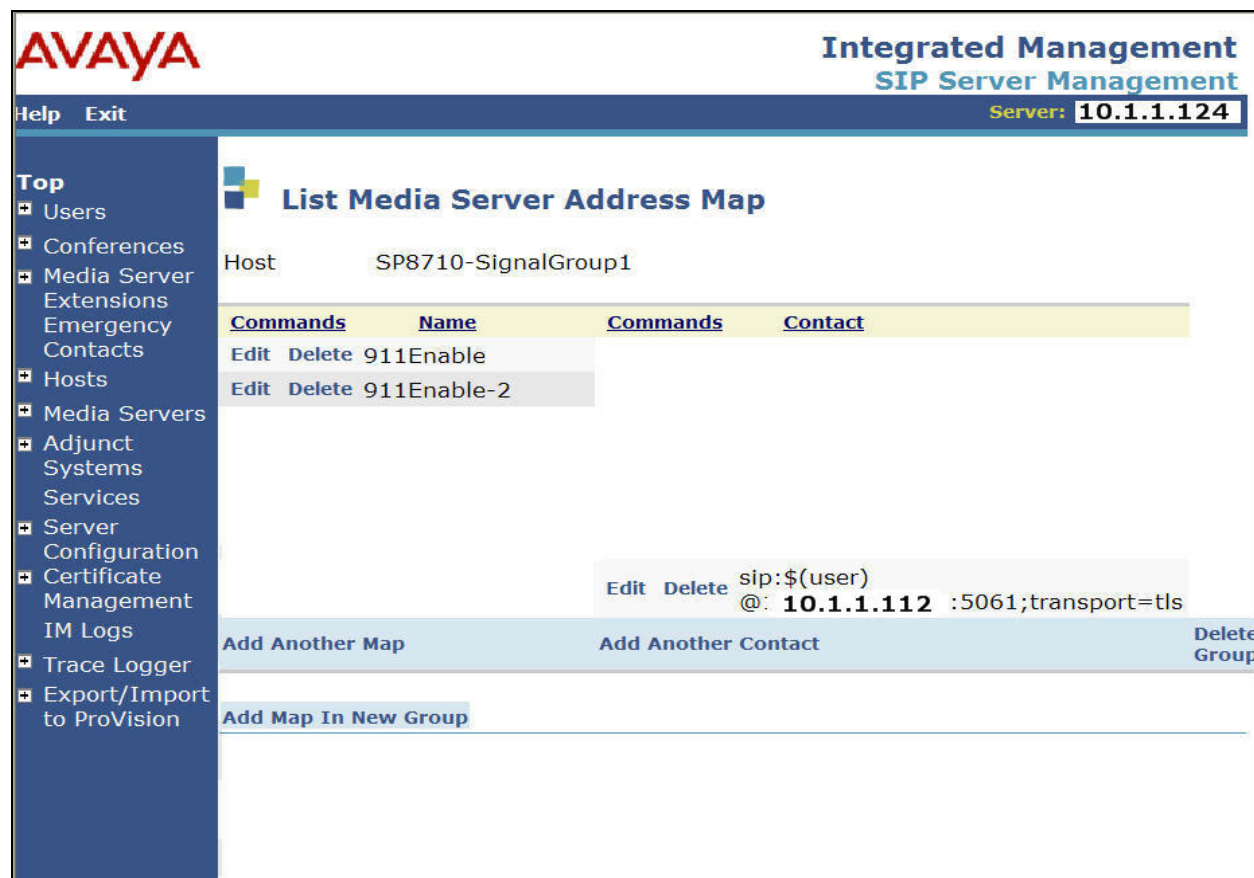 AVAYA
Integrated Management
SIP Server Management
Help Exit
Server: 10.1.1.124
Top
Users
Conferences
Media Server
Extensions
Emergency
Contacts
Hosts
Media Servers
Adjunct
Systems
Services
Server
Configuration
Certificate
Management
IM Logs
Trace Logger
Export/Import
to ProVision
List Media Server Address Map
Host SP8710-SignalGroup1
Commands Name Commands Contact
Edit Delete 911Enable
Edit Delete 911Enable-2
Edit Delete sip:$(user)
@: 10.1.1.112 :5061;transport=tls
Add Another Map Add Another Contact Delete
Group
Add Map In New Group